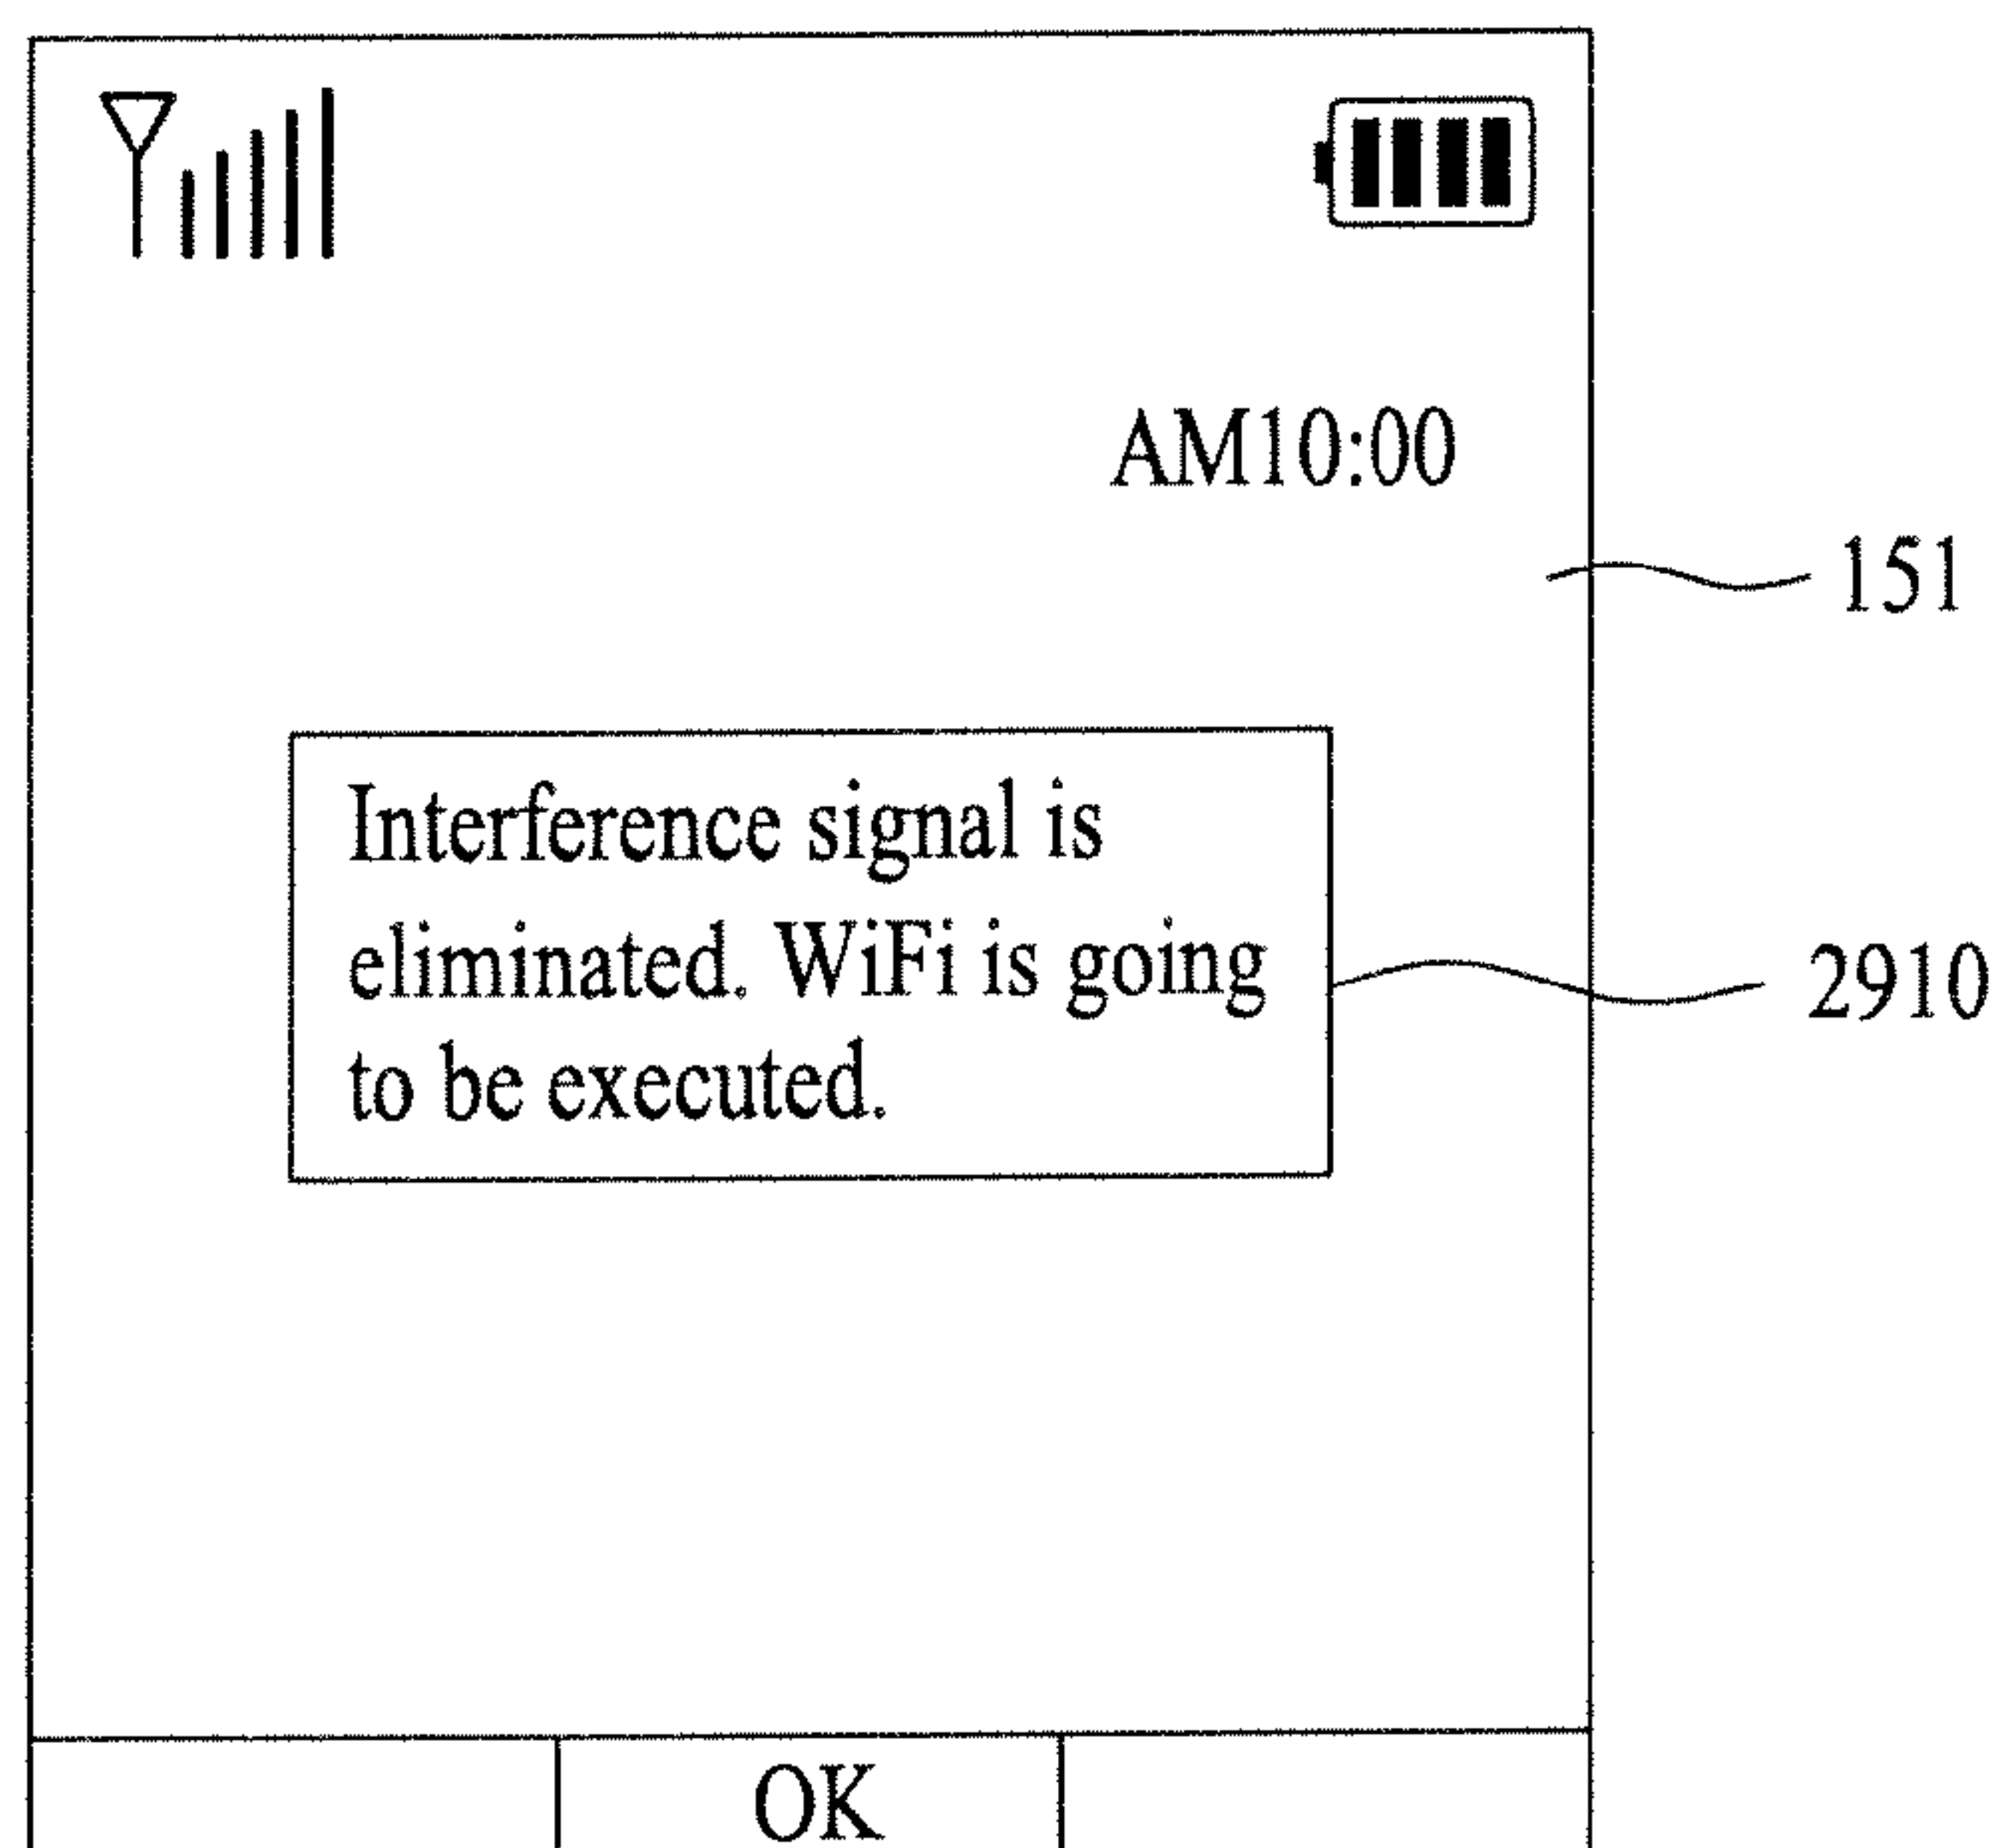 AM10:00
151
Interference signal is
eliminated. WiFi is going
to be executed.
2910
OK